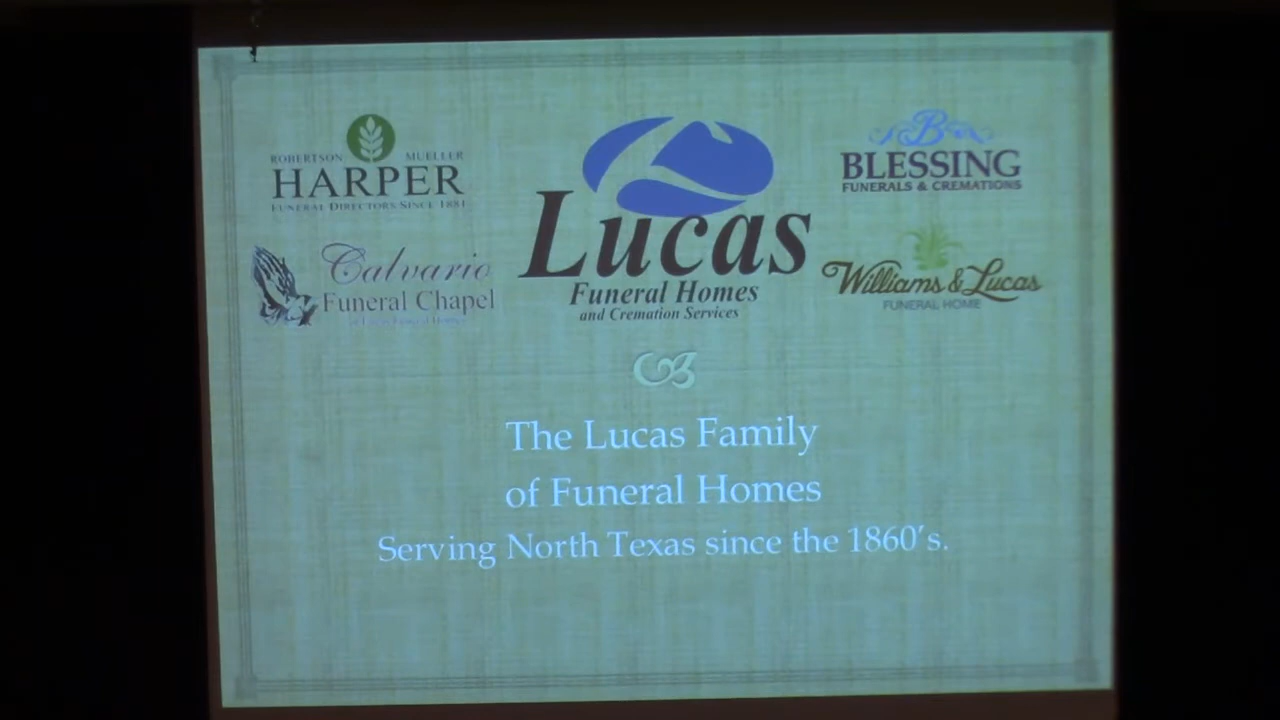 ROBERTSON MUELLER
HARPER
FUNERAL DIRECTORS SINCE 1881
Calvario
Funeral Chapel
Lucas
Funeral Homes
and Cremation Services
B
BLESSING
FUNERALS & CREMATIONS
Williams & Lucas
FUNERAL HOME
The Lucas Family
of Funeral Homes
Serving North Texas since the 1860's.